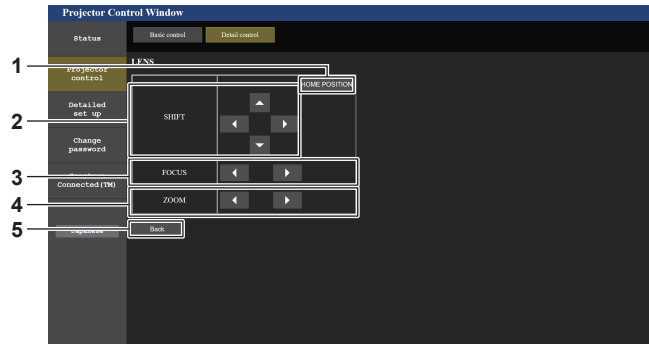 Projector Control Window
Status
Basic control
Detail control
LENS
1
Projector
control
HOME POSITION
Detailed
set up
2
SHIFT
Change
password
3
FOCUS
Connected(TM)
4
ZOOM
5
Japanese
Back